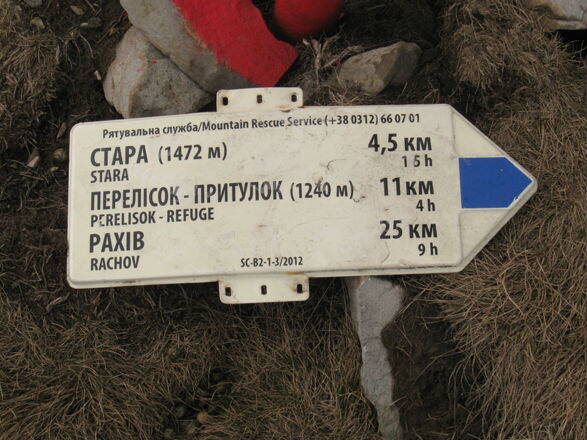 Рятувальна служба/Mountain Rescue Service (+38 0312) 66 07 01
СТАРА (1472 м) 4,5 КМ
STARA 1 5 h
ПЕРЕЛІСОК - ПРИТУЛОК (1240 м) 11 КМ
PERELISOK - REFUGE 4 h
РАХІВ 25 КМ
RACHOV SC-B2-1-3/2012 9 h